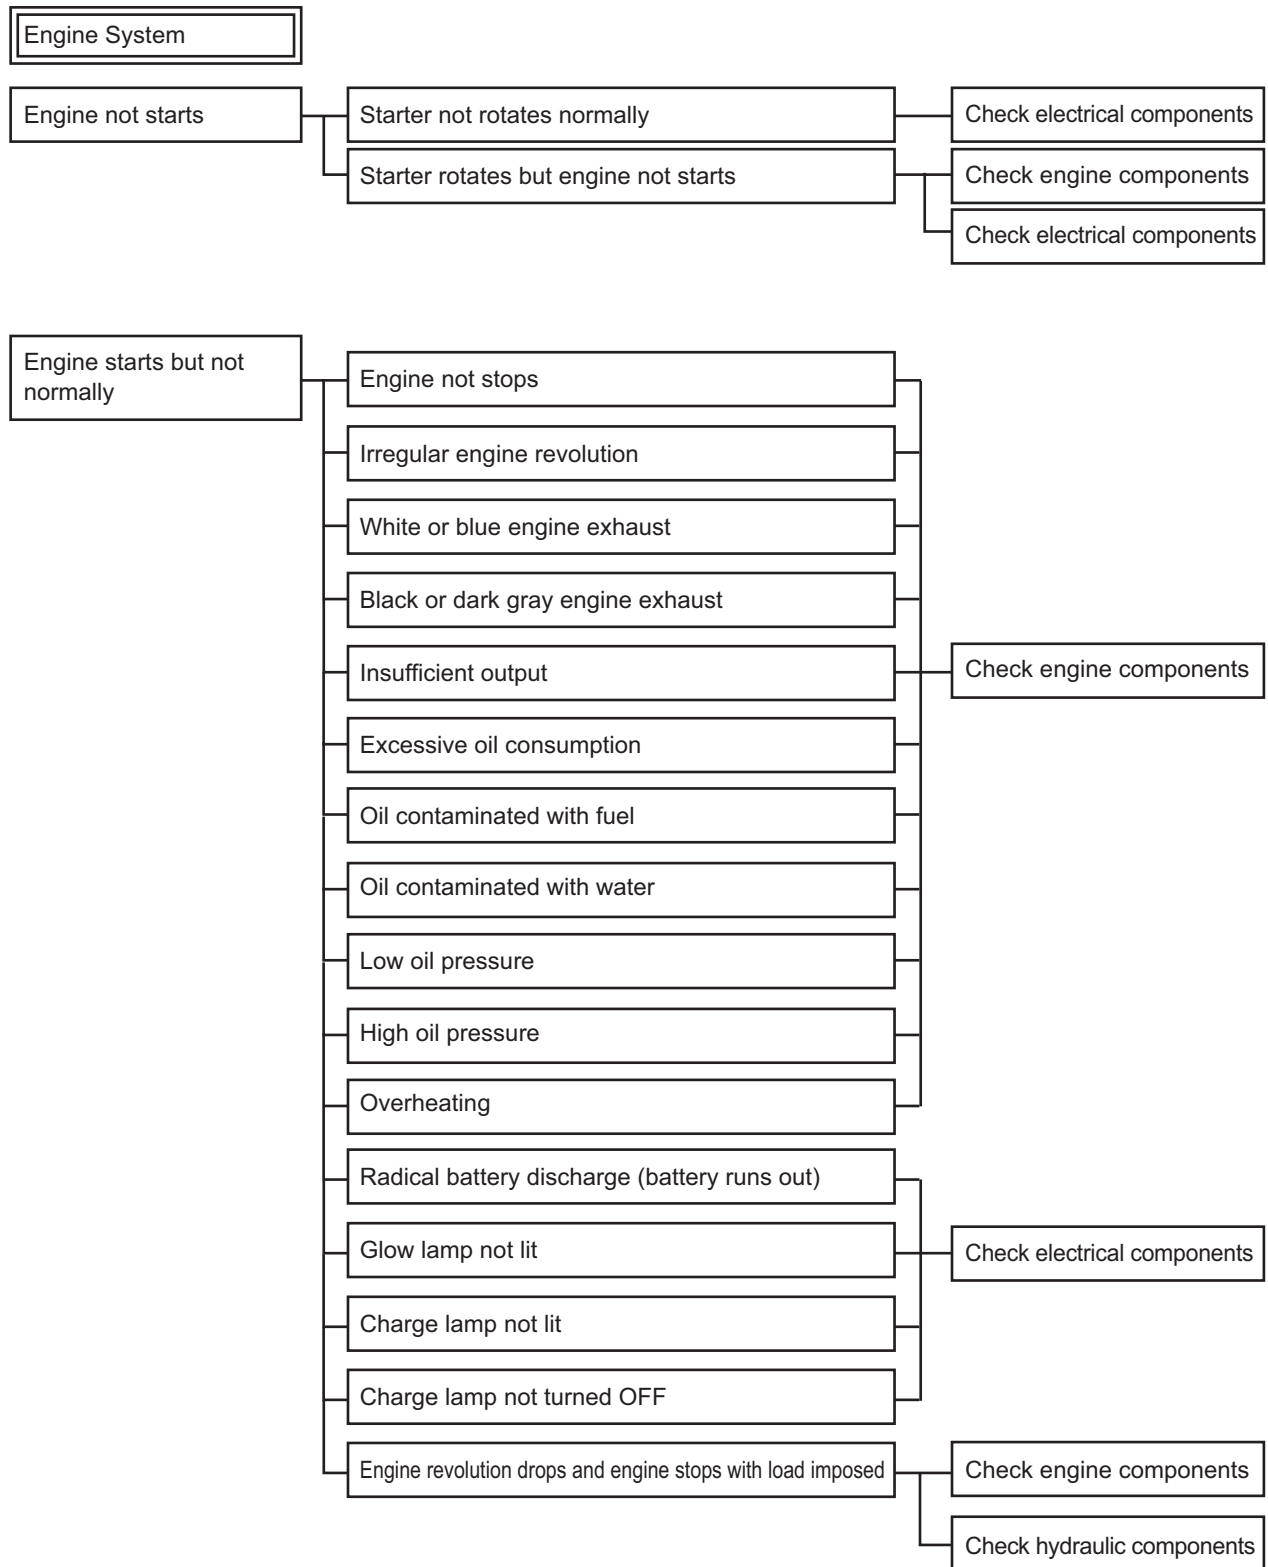 Engine System
Engine not starts
Starter not rotates normally
Check electrical components
Starter rotates but engine not starts
Check engine components
Check electrical components
Engine starts but not
normally
Engine not stops
Irregular engine revolution
White or blue engine exhaust
Black or dark gray engine exhaust
Insufficient output
Check engine components
Excessive oil consumption
Oil contaminated with fuel
Oil contaminated with water
Low oil pressure
High oil pressure
Overheating
Radical battery discharge (battery runs out)
Glow lamp not lit
Check electrical components
Charge lamp not lit
Charge lamp not turned OFF
Engine revolution drops and engine stops with load imposed
Check engine components
Check hydraulic components